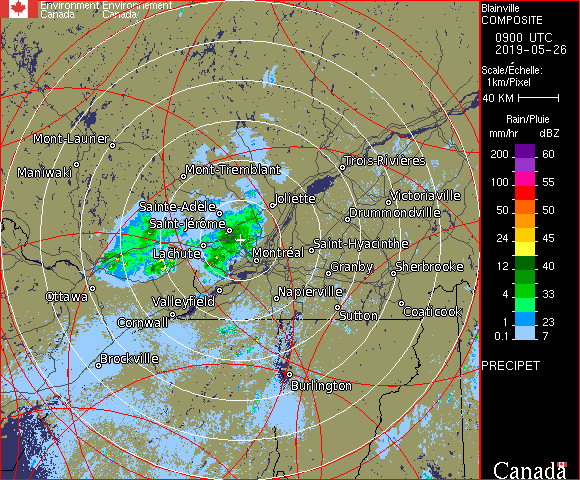 Environment Environnement
Canada Canada
Blainville
COMPOSITE
0900 UTC
2019-05-26
Scale/Échelle:
1km/Pixel
40 KM
Rain/Pluie
mm/hr dBZ
200 60
100 55
50 50
24 45
12 40
4 33
1 23
0.1 7
PRECIPET
Canada
Mont-Laurier
Maniwaki
Mont-Tremblant
Trois-Rivières
Sainte-Adèle
Joliette
Victoriaville
Drummondville
Saint-Jérôme
Lachute
Montréal
Saint-Hyacinthe
Granby
Sherbrooke
Ottawa
Valleyfield
Napierville
Cornwall
Sutton
Coaticook
Brockville
Burlington